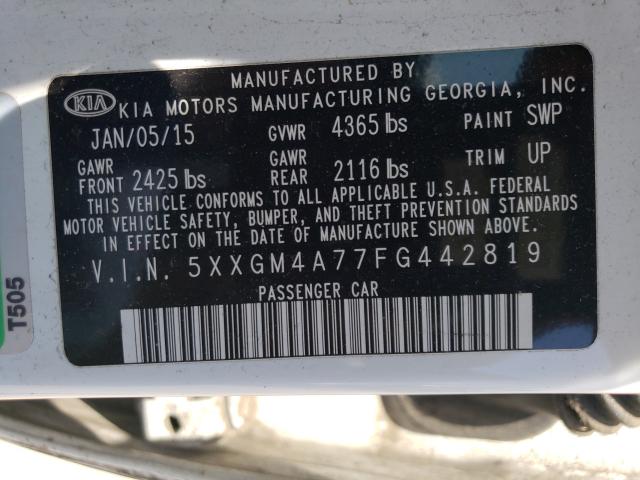 MANUFACTURED BY
KIA KIA MOTORS MANUFACTURING GEORGIA, INC.
JAN/05/15 GVWR 4365 lbs PAINT SWP
GAWR FRONT 2425 lbs GAWR REAR 2116 lbs TRIM UP
THIS VEHICLE CONFORMS TO ALL APPLICABLE U.S.A. FEDERAL
MOTOR VEHICLE SAFETY, BUMPER, AND THEFT PREVENTION STANDARDS
IN EFFECT ON THE DATE OF MANUFACTURE SHOWN ABOVE.
V.I.N. 5XXGM4A77FG442819
PASSENGER CAR
T505